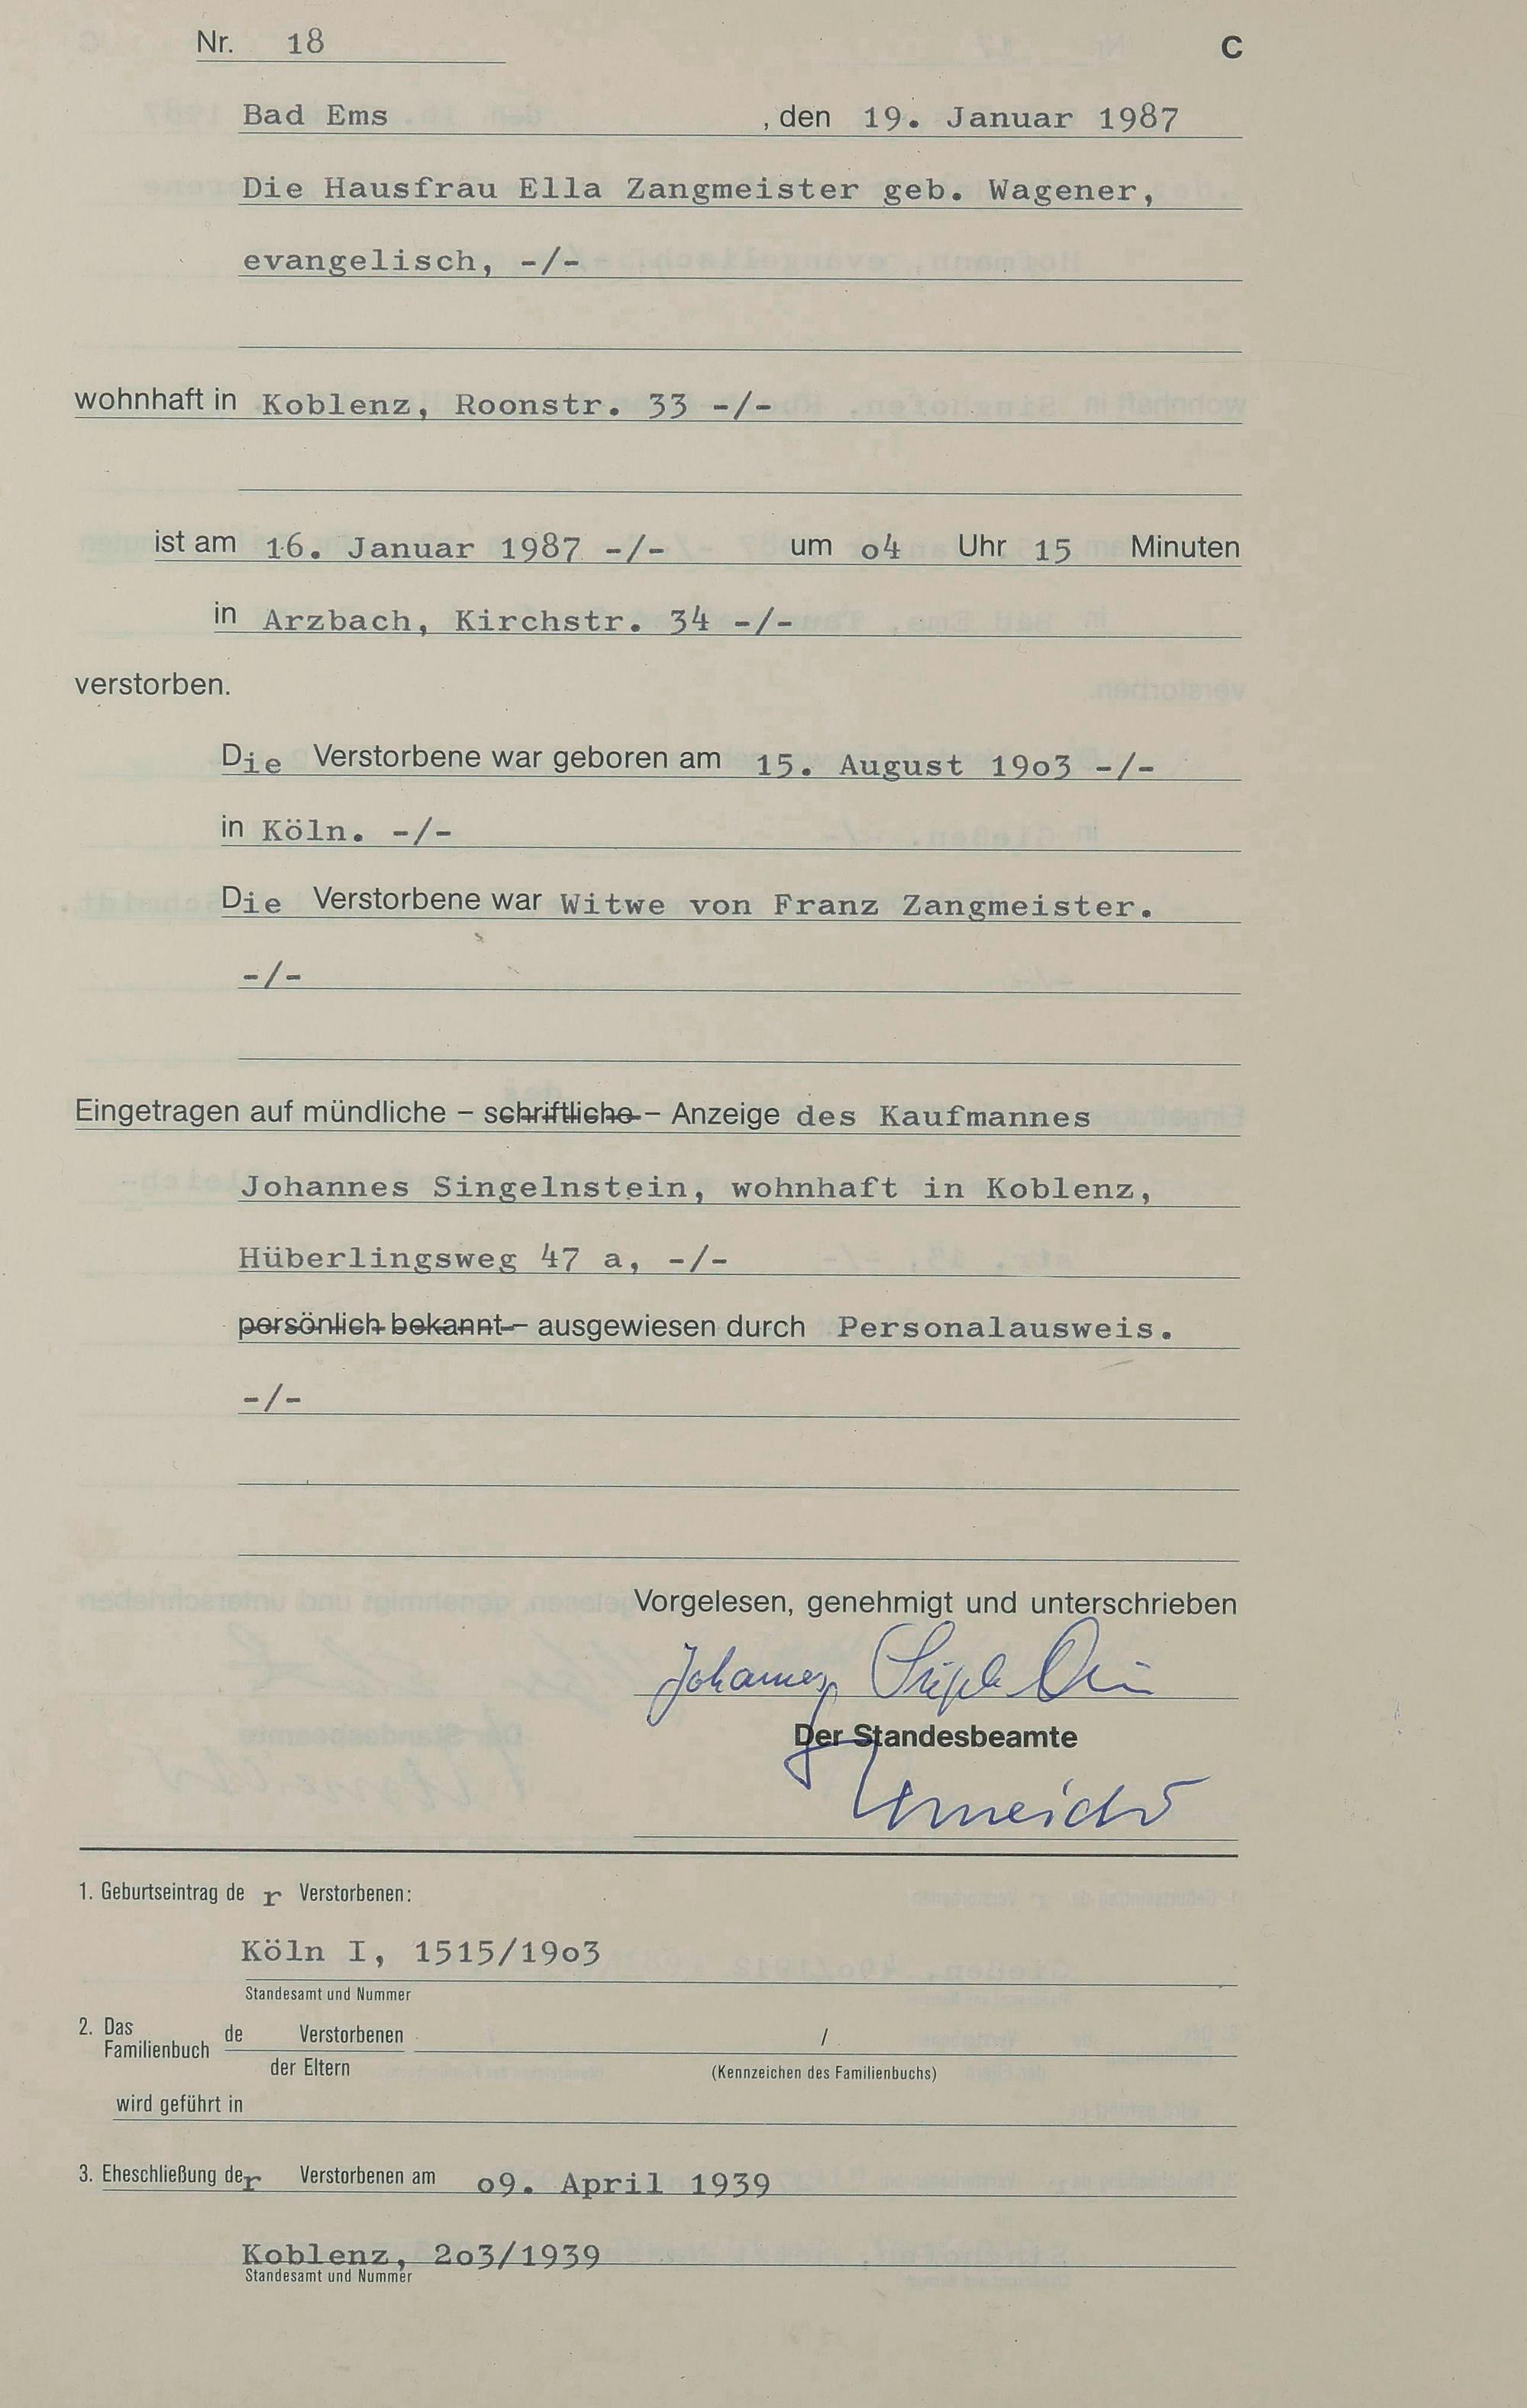 Nr. 18 C
Bad Ems , den 19. Januar 1987
Die Hausfrau Ella Zangmeister geb. Wagener,
evangelisch, -/-
wohnhaft in Koblenz, Roonstr. 33 -/-
ist am 16. Januar 1987 -/- um o4 Uhr 15 Minuten
in Arzbach, Kirchstr. 34 -/-
verstorben.
Die Verstorbene war geboren am 15. August 19o3 -/-
in Köln. -/-
Die Verstorbene war Witwe von Franz Zangmeister.
-/-
Eingetragen auf mündliche – schriftliche – Anzeige des Kaufmannes
Johannes Singelnstein, wohnhaft in Koblenz,
Hüberlingsweg 47 a, -/-
persönlich bekannt – ausgewiesen durch Personalausweis.
-/-
Vorgelesen, genehmigt und unterschrieben
Johannes
Der Standesbeamte
1. Geburtseintrag de r Verstorbenen:
Köln I, 1515/19o3
Standesamt und Nummer
2. Das Familienbuch de Verstorbenen /
der Eltern (Kennzeichen des Familienbuchs)
wird geführt in
3. Eheschließung der Verstorbenen am o9. April 1939
Koblenz, 2o3/1939
Standesamt und Nummer